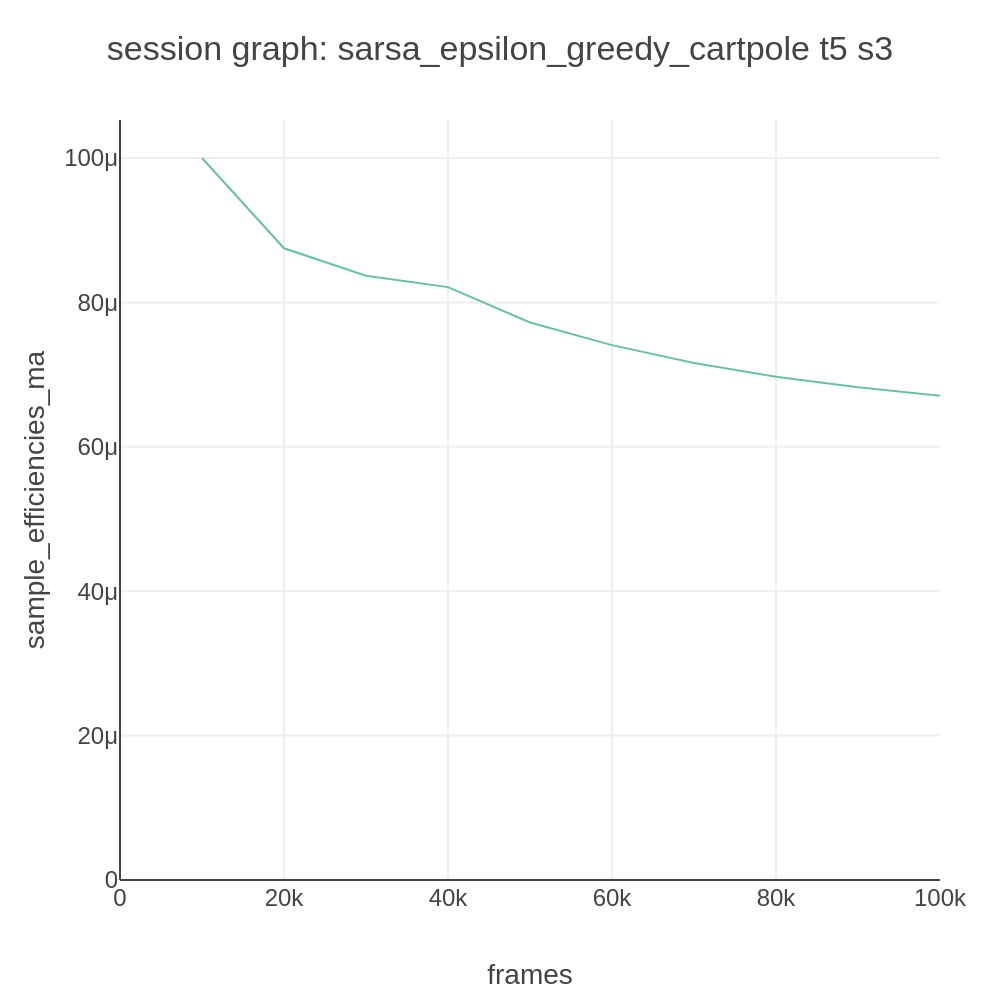 session graph: sarsa_epsilon_greedy_cartpole t5 s3
sample_efficiencies_ma
100μ
80μ
60μ
40μ
20μ
0
0
20k
40k
60k
80k
100k
frames